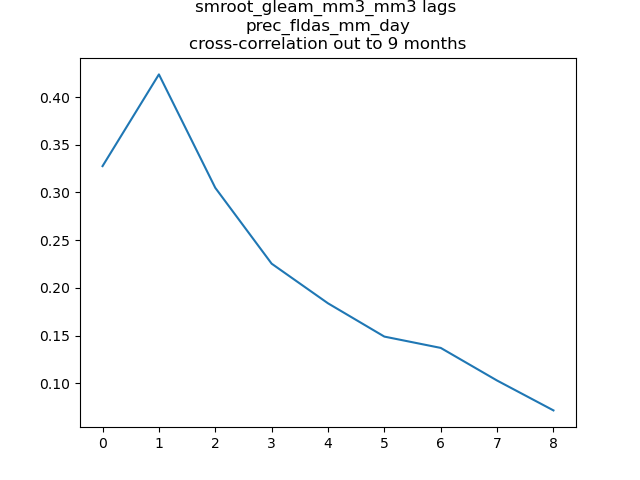 smroot_gleam_mm3_mm3 lags
prec_fldas_mm_day
cross-correlation out to 9 months
0.40
0.35
0.30
0.25
0.20
0.15
0.10
0 1 2 3 4 5 6 7 8